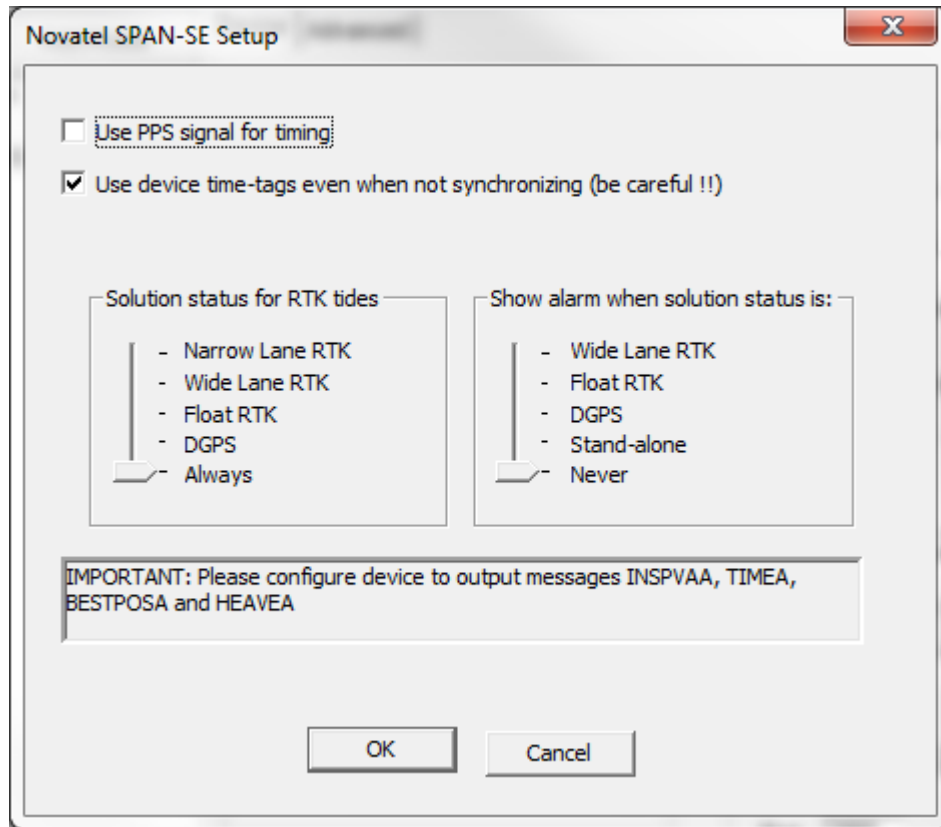 Novatel SPAN-SE Setup
Use PPS signal for timing
Use device time-tags even when not synchronizing (be careful !!)
Solution status for RTK tides
- Narrow Lane RTK
- Wide Lane RTK
- Float RTK
- DGPS
- Always
Show alarm when solution status is:
- Wide Lane RTK
- Float RTK
- DGPS
- Stand-alone
- Never
IMPORTANT: Please configure device to output messages INSPVAA, TIMEA,
BESTPOSA and HEAVEA
OK
Cancel